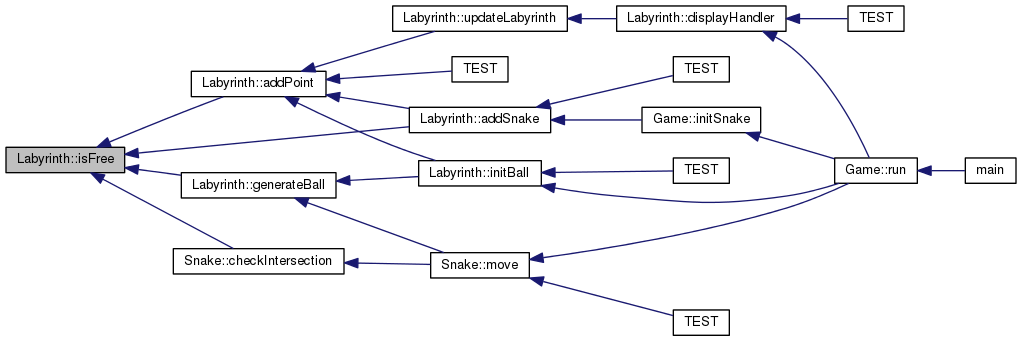 Labyrinth::updateLabyrinth
Labyrinth::displayHandler
TEST
Labyrinth::addPoint
TEST
TEST
Labyrinth::addSnake
Game::initSnake
Labyrinth::isFree
Labyrinth::generateBall
Labyrinth::initBall
TEST
Game::run
main
Snake::checkIntersection
Snake::move
TEST